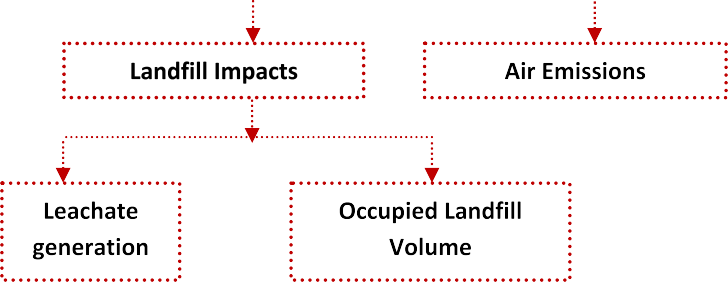 Landfill Impacts
Air Emissions
Leachate
generation
Occupied Landfill
Volume